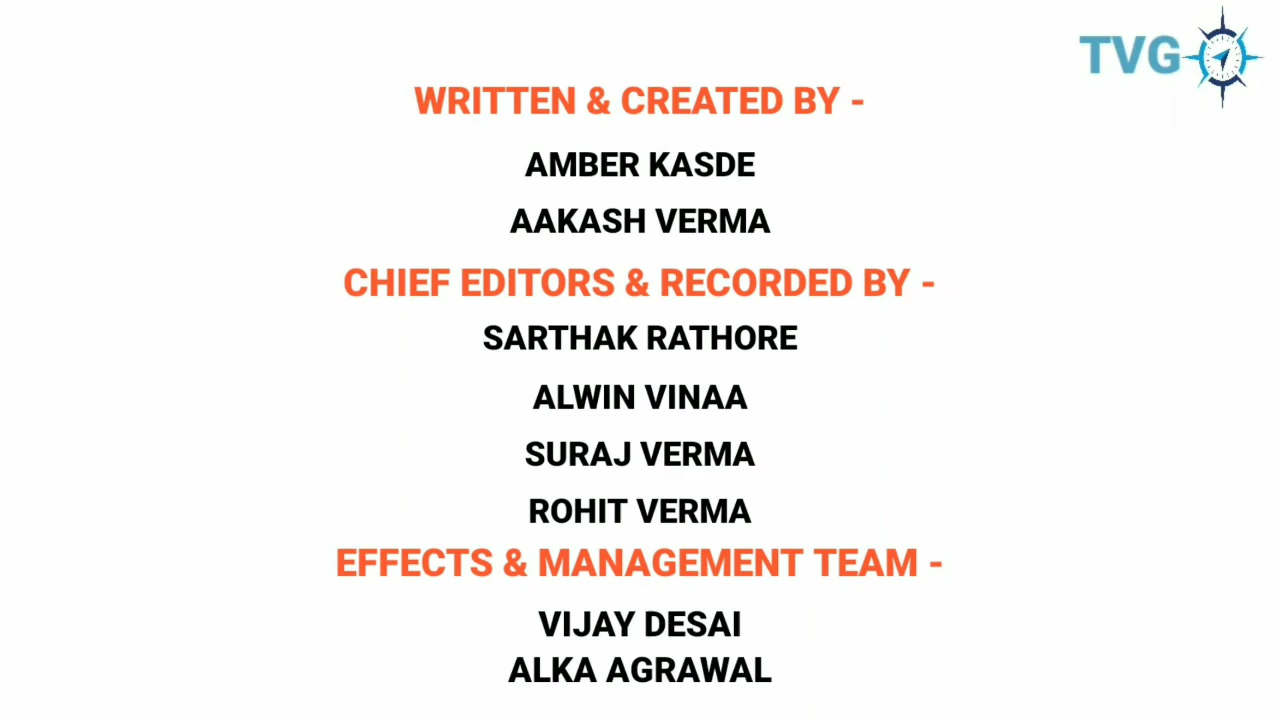 TVG
WRITTEN & CREATED BY -
AMBER KASDE
AAKASH VERMA
CHIEF EDITORS & RECORDED BY -
SARTHAK RATHORE
ALWIN VINAA
SURAJ VERMA
ROHIT VERMA
EFFECTS & MANAGEMENT TEAM -
VIJAY DESAI
ALKA AGRAWAL